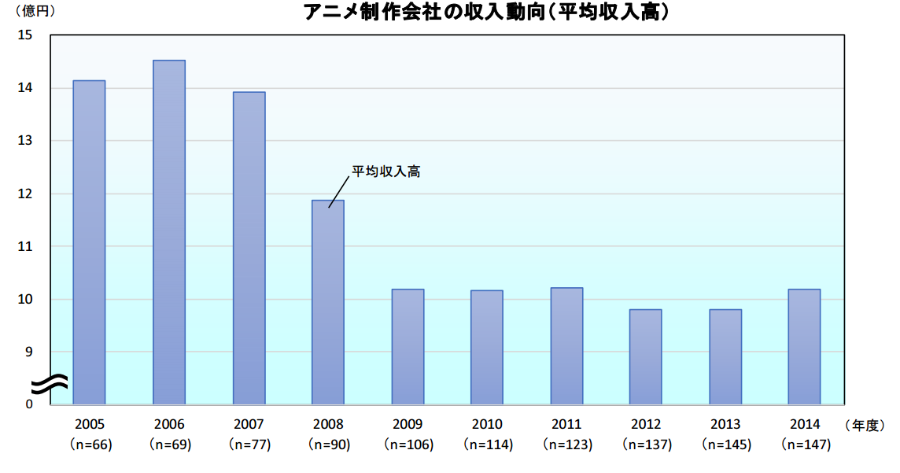 (億円)
アニメ制作会社の収入動向(平均収入高)
15
14
13
12
11
10
9
0
平均収入高
2005 2006 2007 2008 2009 2010 2011 2012 2013 2014 (年度)
(n=66) (n=69) (n=77) (n=90) (n=106) (n=114) (n=123) (n=137) (n=145) (n=147)